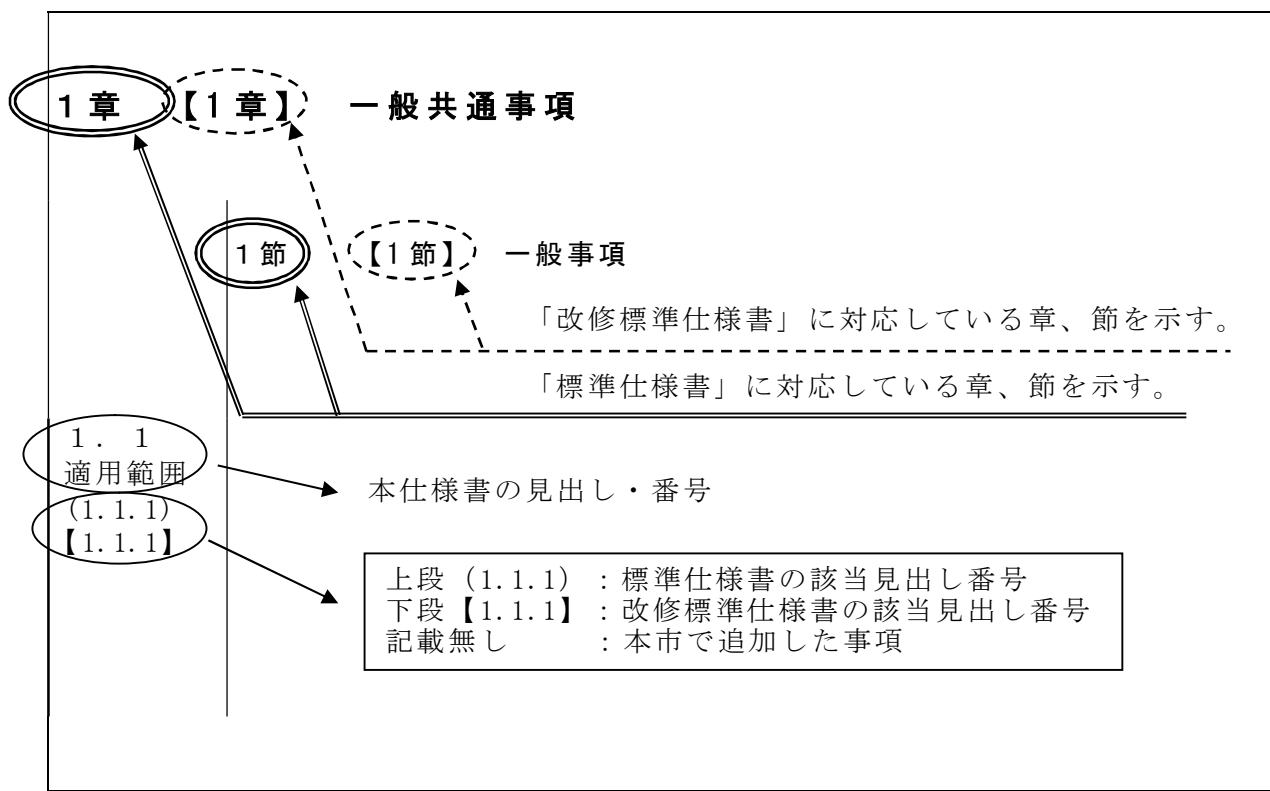 1章 【1章】 一般共通事項
1節 【1節】 一般事項
「改修標準仕様書」に対応している章、節を示す。
「標準仕様書」に対応している章、節を示す。
1. 1
適用範囲
(1.1.1)
【1.1.1】
本仕様書の見出し・番号
上段(1.1.1):標準仕様書の該当見出し番号
下段【1.1.1】:改修標準仕様書の該当見出し番号
記載無し :本市で追加した事項